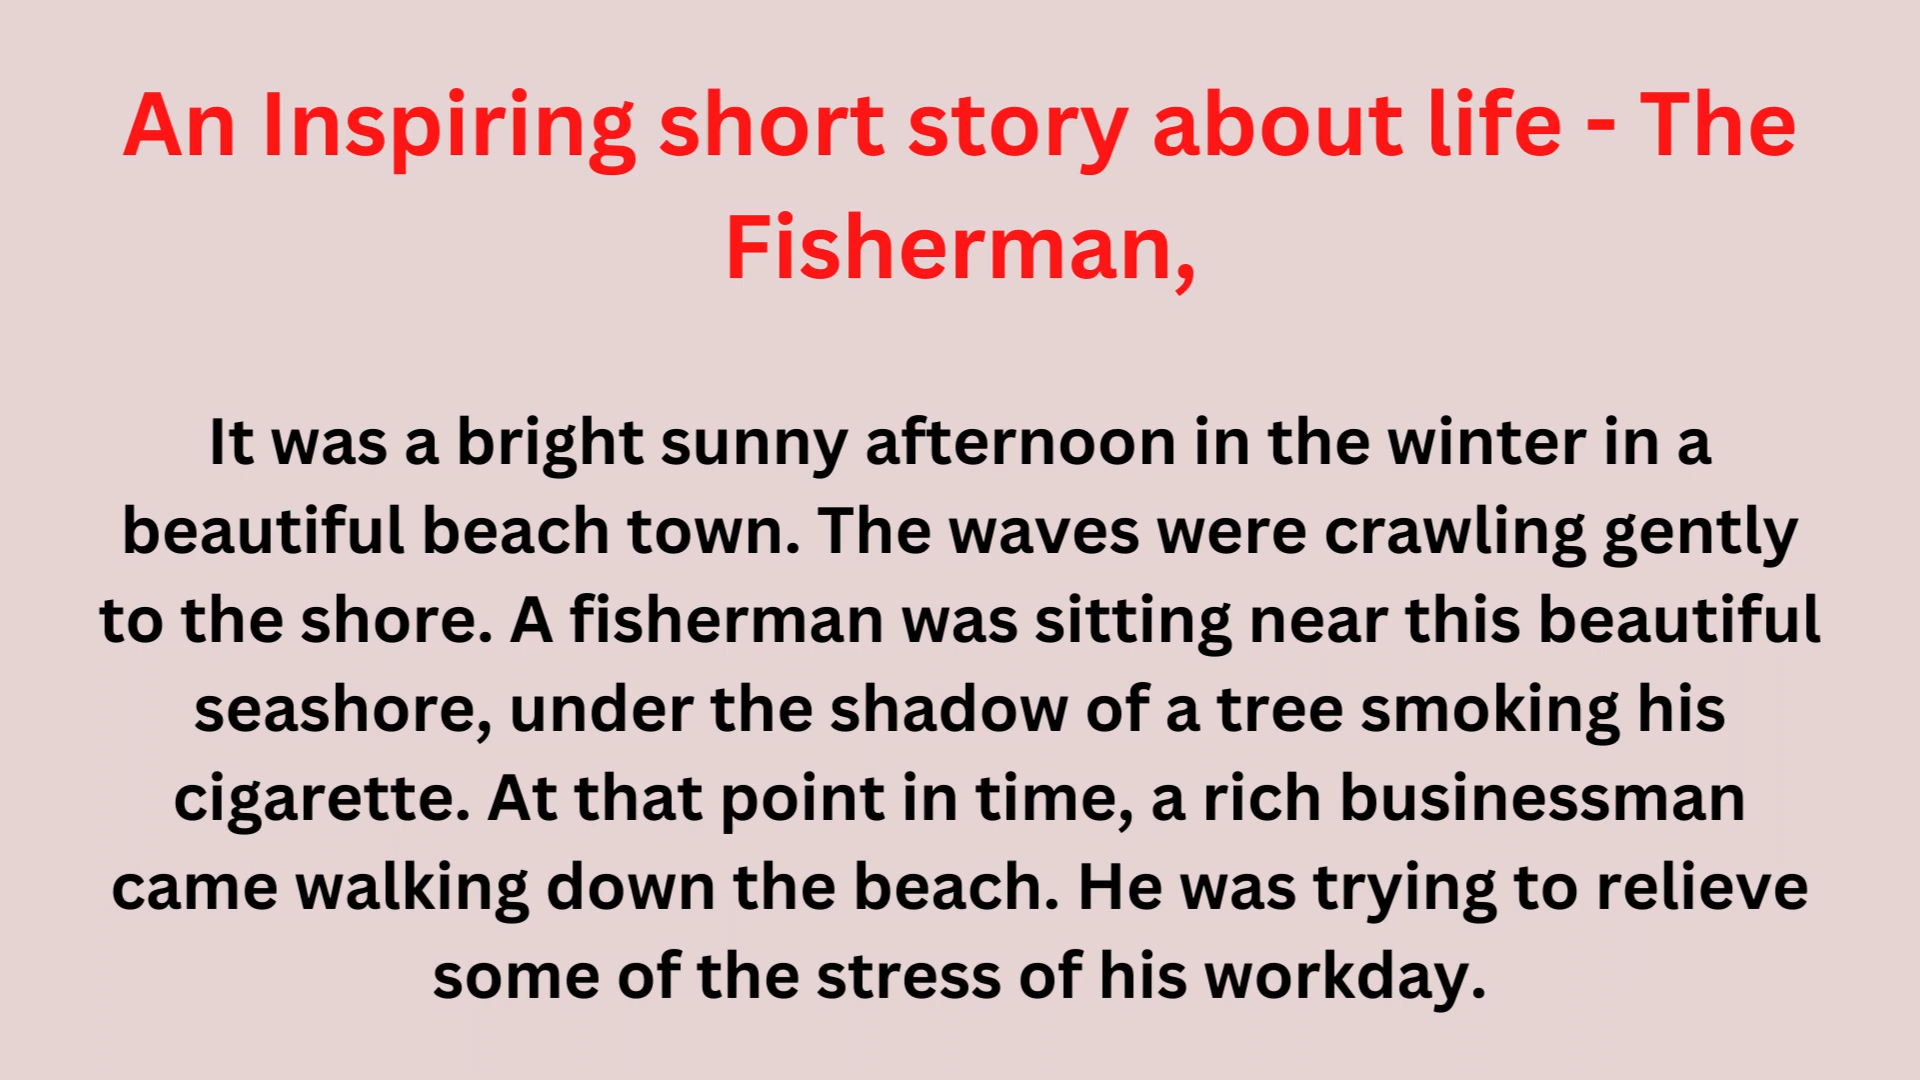 An Inspiring short story about life - The
Fisherman,
It was a bright sunny afternoon in the winter in a
beautiful beach town. The waves were crawling gently
to the shore. A fisherman was sitting near this beautiful
seashore, under the shadow of a tree smoking his
cigarette. At that point in time, a rich businessman
came walking down the beach. He was trying to relieve
some of the stress of his workday.